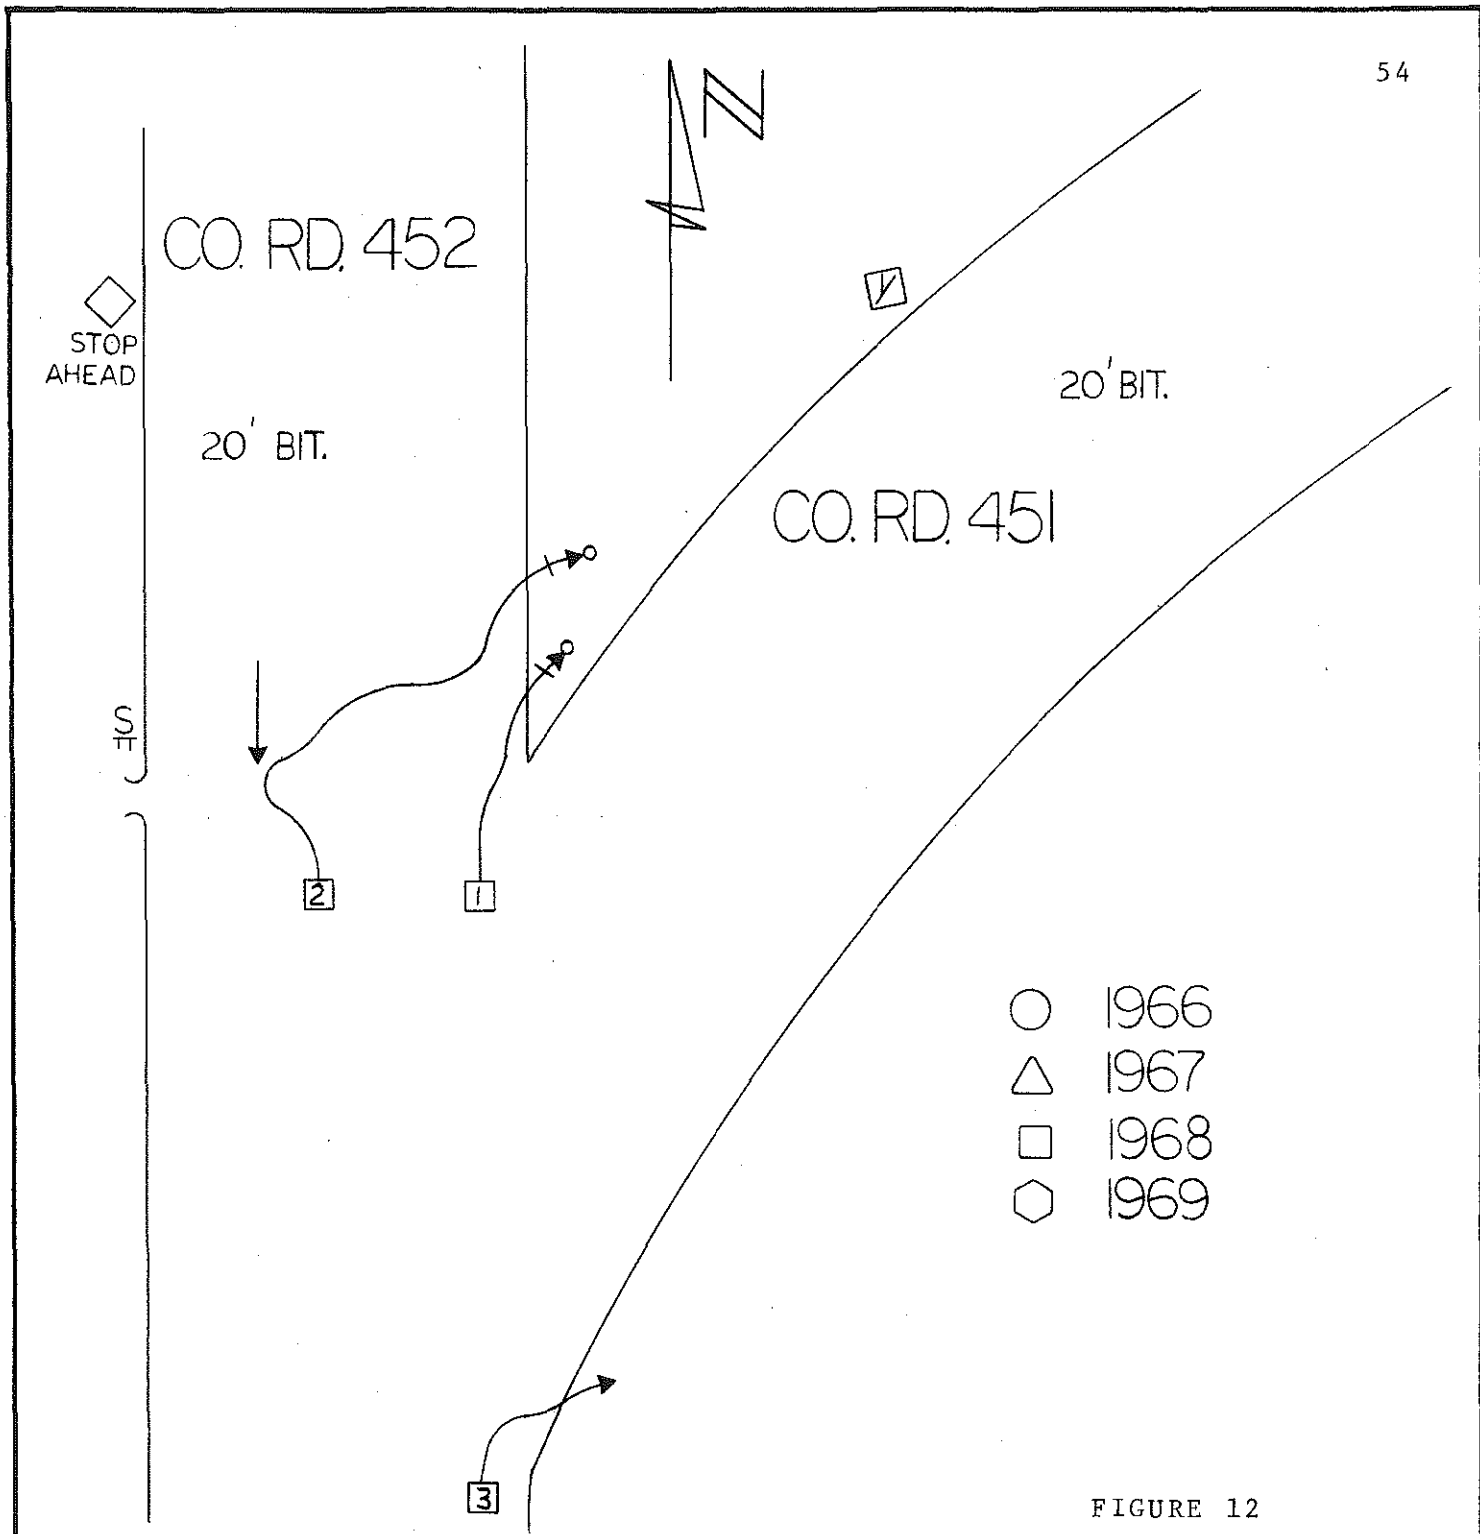 54
N
CO. RD. 452
STOP
AHEAD
20' BIT.
20' BIT.
CO. RD. 451
S
2
1
1966
1967
1968
1969
3
FIGURE 12